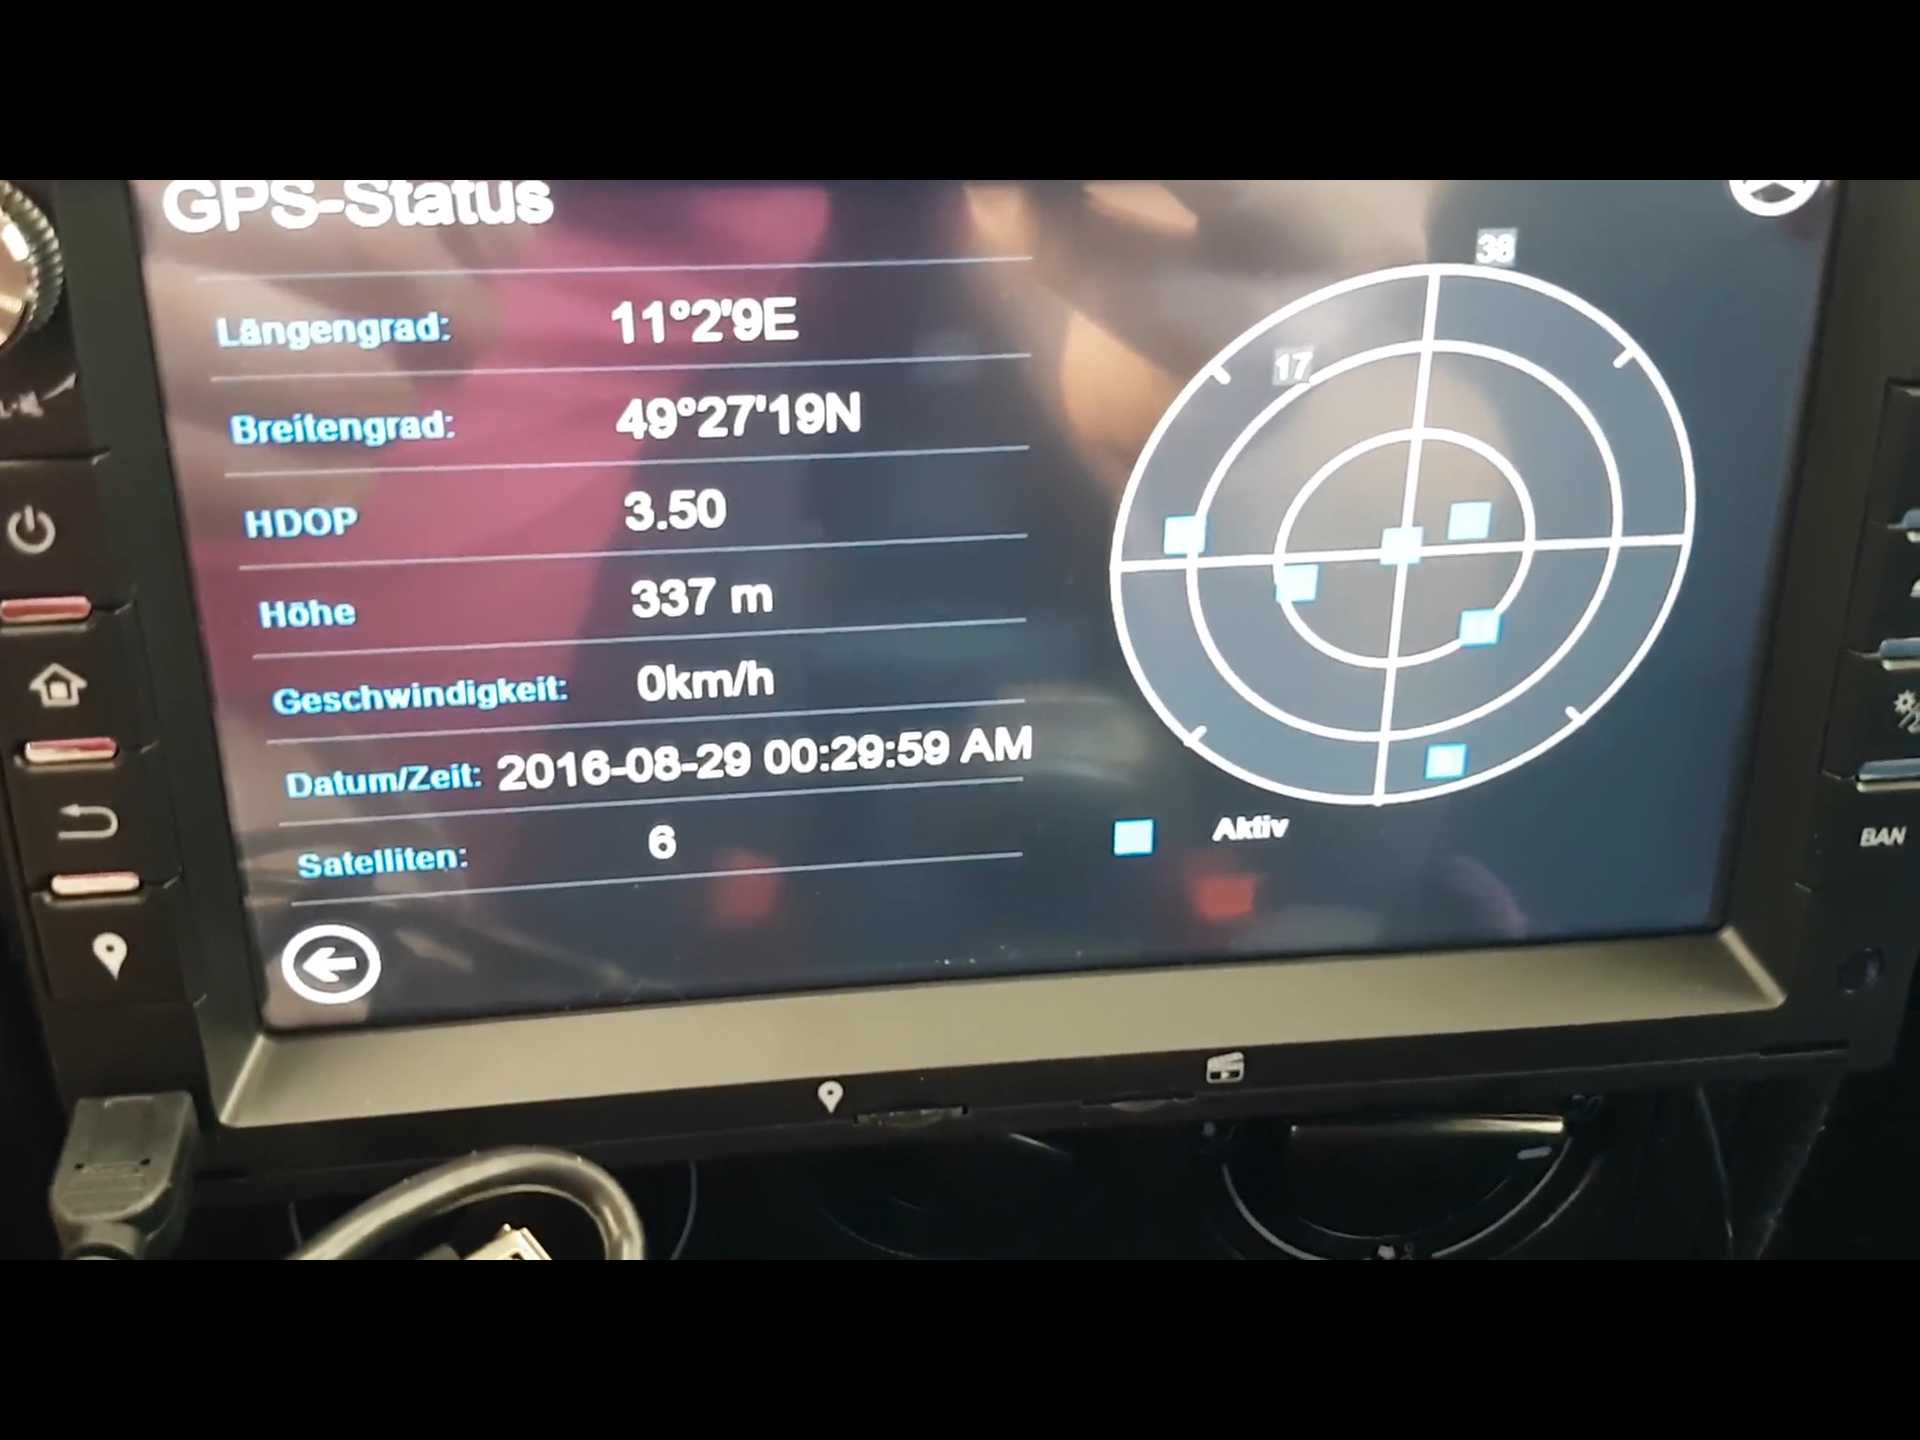 GPS-Status
Längengrad: 11°2'9E
Breitengrad: 49°27'19N
HDOP 3.50
Höhe 337 m
Geschwindigkeit: 0km/h
Datum/Zeit: 2016-08-29 00:29:59 AM
Satelliten: 6
38
17
Aktiv
BAN